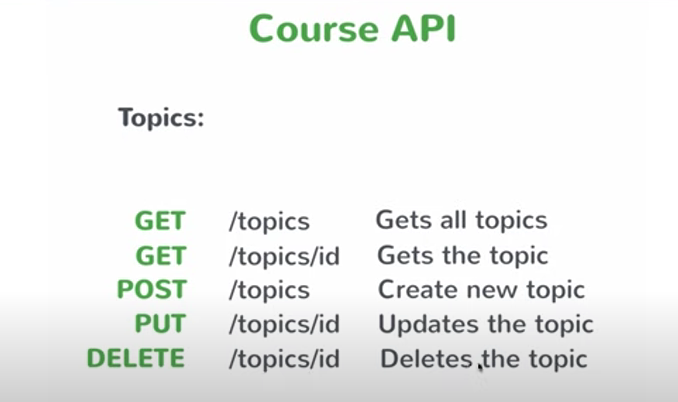 Course API
Topics:
GET /topics Gets all topics
GET /topics/id Gets the topic
POST /topics Create new topic
PUT /topics/id Updates the topic
DELETE /topics/id Deletes the topic